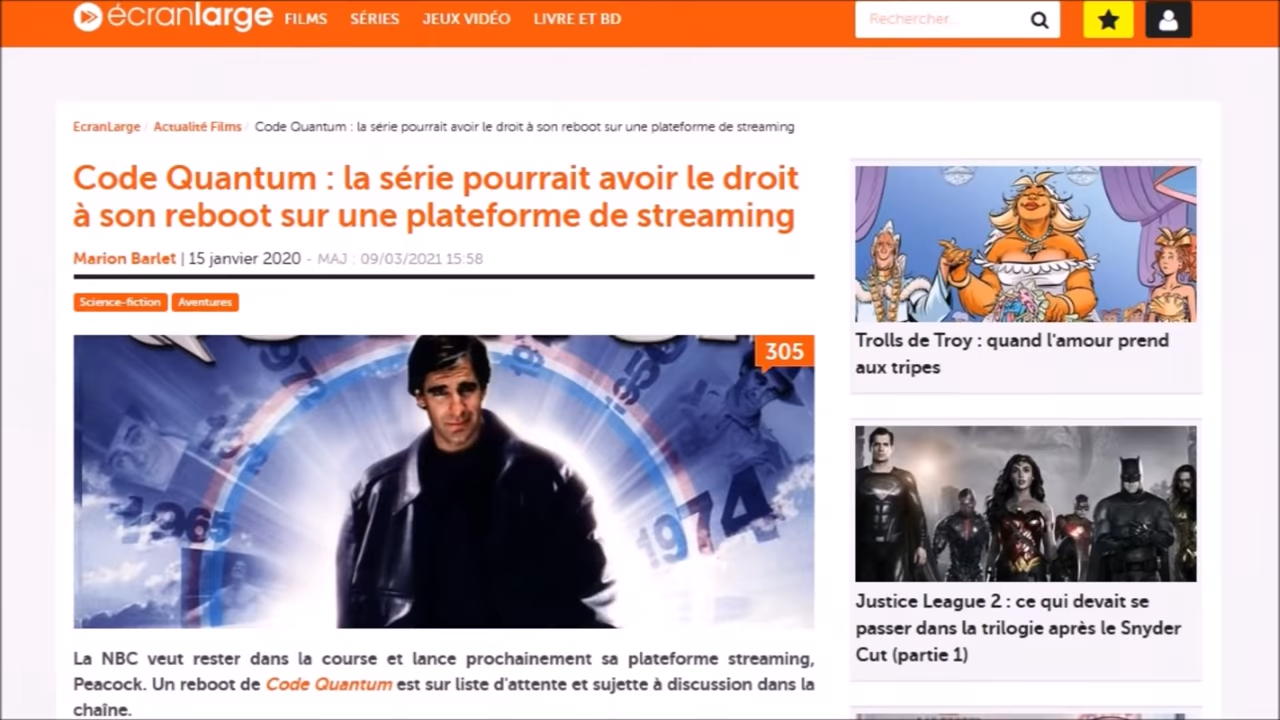 écranlarge FILMS SÉRIES JEUX VIDÉO LIVRE ET BD Rechercher...
EcranLarge / Actualité Films / Code Quantum : la série pourrait avoir le droit à son reboot sur une plateforme de streaming
Code Quantum : la série pourrait avoir le droit
à son reboot sur une plateforme de streaming
Marion Barlet | 15 janvier 2020 - MAJ : 09/03/2021 15:58
Science-fiction Aventures
305
1972
1965
1974
La NBC veut rester dans la course et lance prochainement sa plateforme streaming,
Peacock. Un reboot de Code Quantum est sur liste d'attente et sujette à discussion dans la
chaîne.
Trolls de Troy : quand l'amour prend
aux tripes
Justice League 2 : ce qui devait se
passer dans la trilogie après le Snyder
Cut (partie 1)